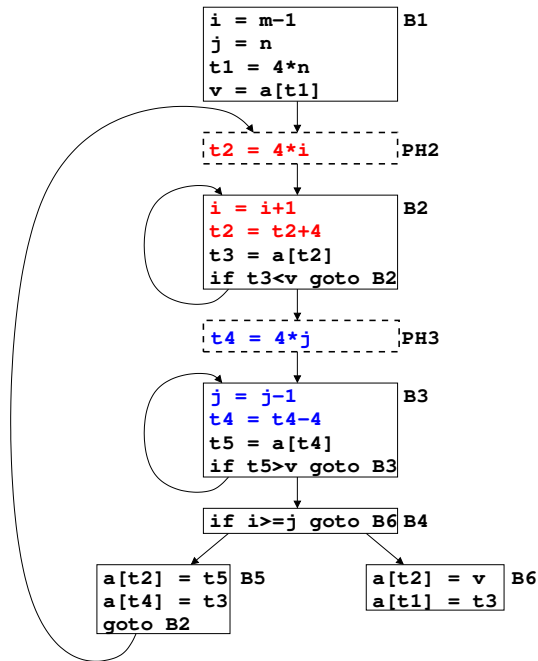 i = m-1 B1
j = n
t1 = 4*n
v = a[t1]
t2 = 4*i PH2
i = i+1 B2
t2 = t2+4
t3 = a[t2]
if t3<v goto B2
t4 = 4*j PH3
j = j-1 B3
t4 = t4-4
t5 = a[t4]
if t5>v goto B3
if i>=j goto B6 B4
a[t2] = t5 B5
a[t4] = t3
goto B2
a[t2] = v B6
a[t1] = t3